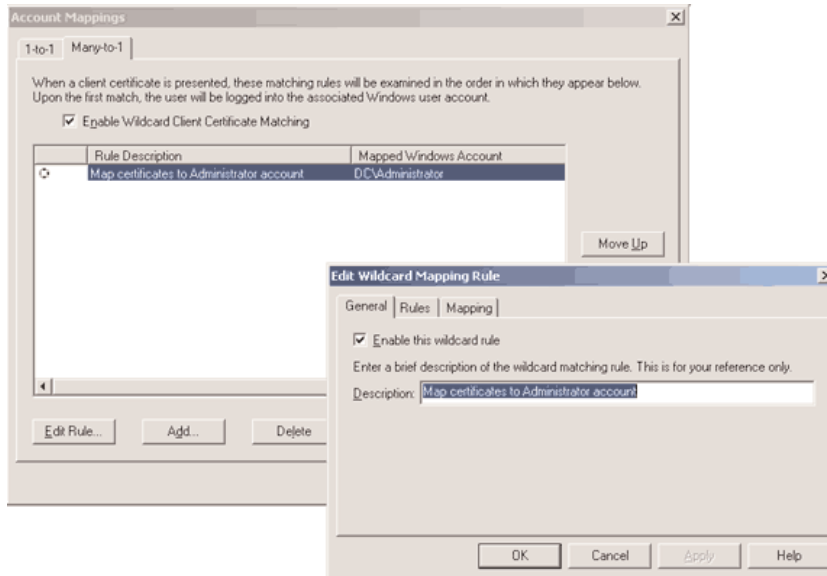 Account Mappings
1-to-1 Many-to-1
When a client certificate is presented, these matching rules will be examined in the order in which they appear below.
Upon the first match, the user will be logged into the associated Windows user account.
Enable Wildcard Client Certificate Matching
Rule Description Mapped Windows Account
Map certificates to Administrator account DC\Administrator
Move Up
Edit Rule... Add... Delete
Edit Wildcard Mapping Rule
General Rules Mapping
Enable this wildcard rule
Enter a brief description of the wildcard matching rule. This is for your reference only.
Description: Map certificates to Administrator account
OK Cancel Apply Help